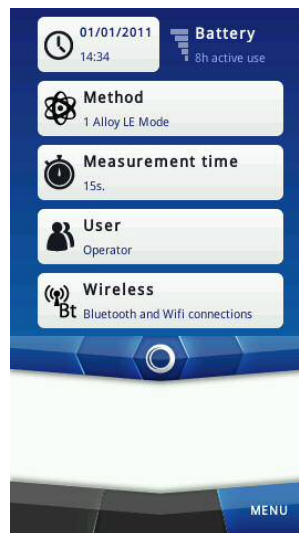 01/01/2011
14:34
Battery
8h active use
Method
1 Alloy LE Mode
Measurement time
15s.
User
Operator
Wireless
Bt
Bluetooth and Wifi connections
MENU